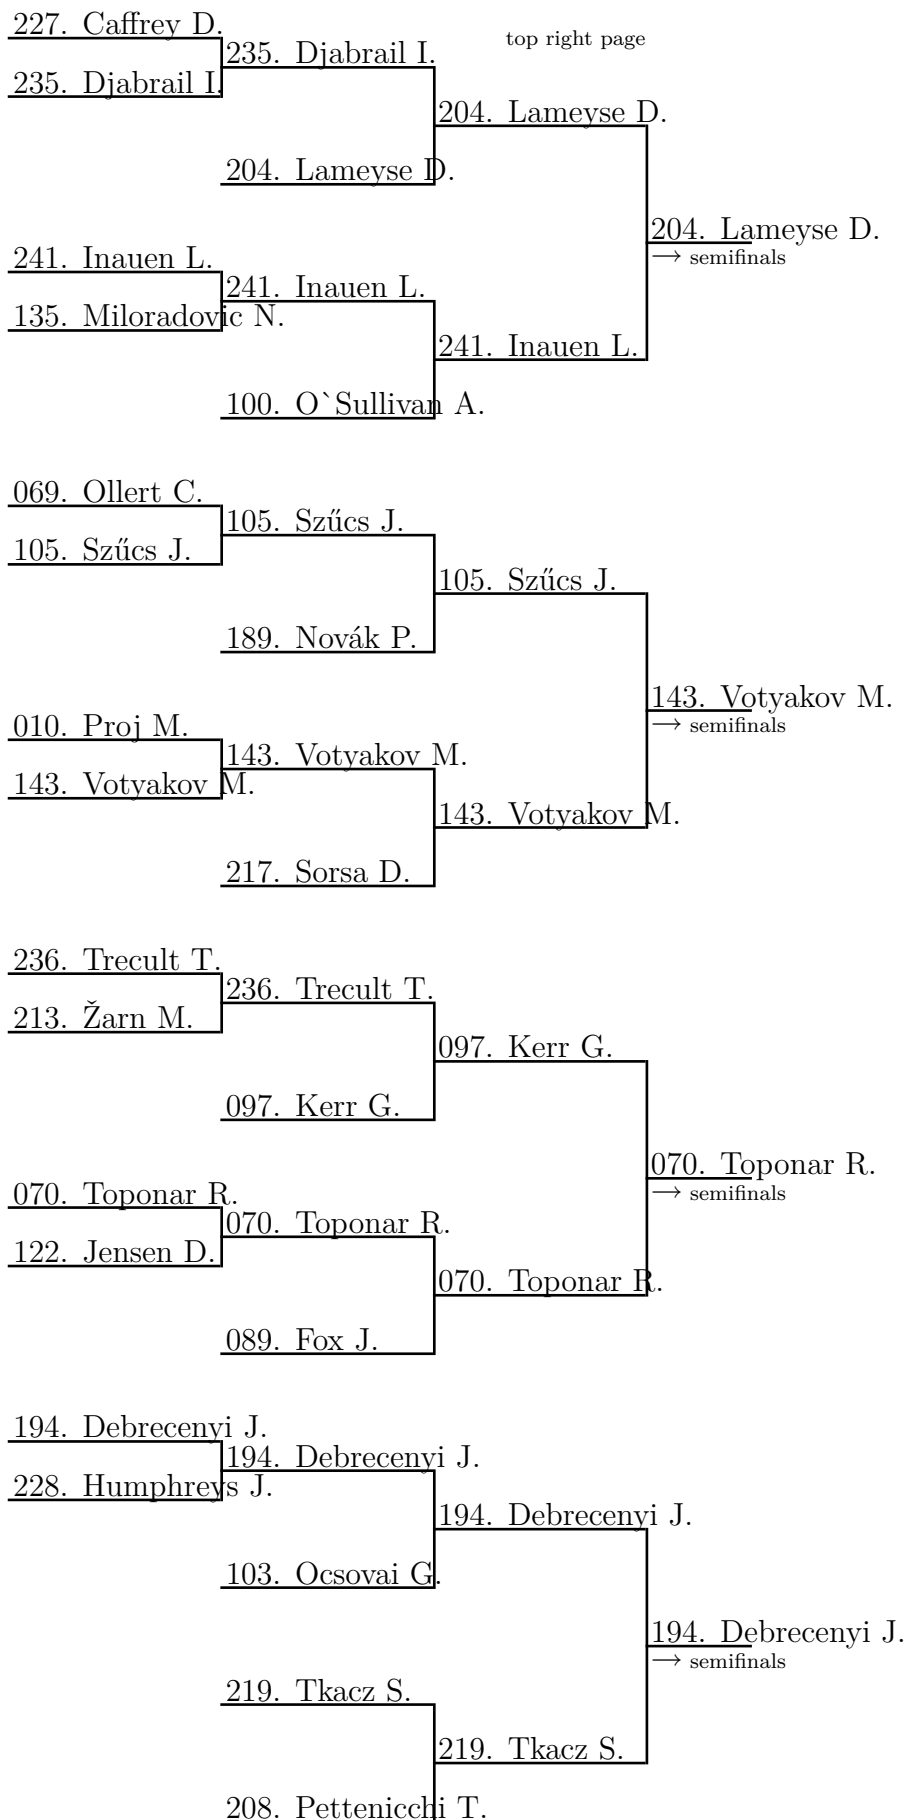 227. Caffrey D.
top right page
235. Djabrail I.
235. Djabrail I.
204. Lameyse D.
204. Lameyse D.
204. Lameyse D.
→ semifinals
241. Inauen L.
241. Inauen L.
135. Miloradovic N.
241. Inauen L.
100. O`Sullivan A.
069. Ollert C.
105. Szűcs J.
105. Szűcs J.
105. Szűcs J.
189. Novák P.
143. Votyakov M.
→ semifinals
010. Proj M.
143. Votyakov M.
143. Votyakov M.
143. Votyakov M.
217. Sorsa D.
236. Trecult T.
236. Trecult T.
213. Žarn M.
097. Kerr G.
097. Kerr G.
070. Toponar R.
→ semifinals
070. Toponar R.
070. Toponar R.
122. Jensen D.
070. Toponar R.
089. Fox J.
194. Debrecenyi J.
194. Debrecenyi J.
228. Humphreys J.
194. Debrecenyi J.
103. Ocsovai G.
194. Debrecenyi J.
→ semifinals
219. Tkacz S.
219. Tkacz S.
208. Pettenicchi T.